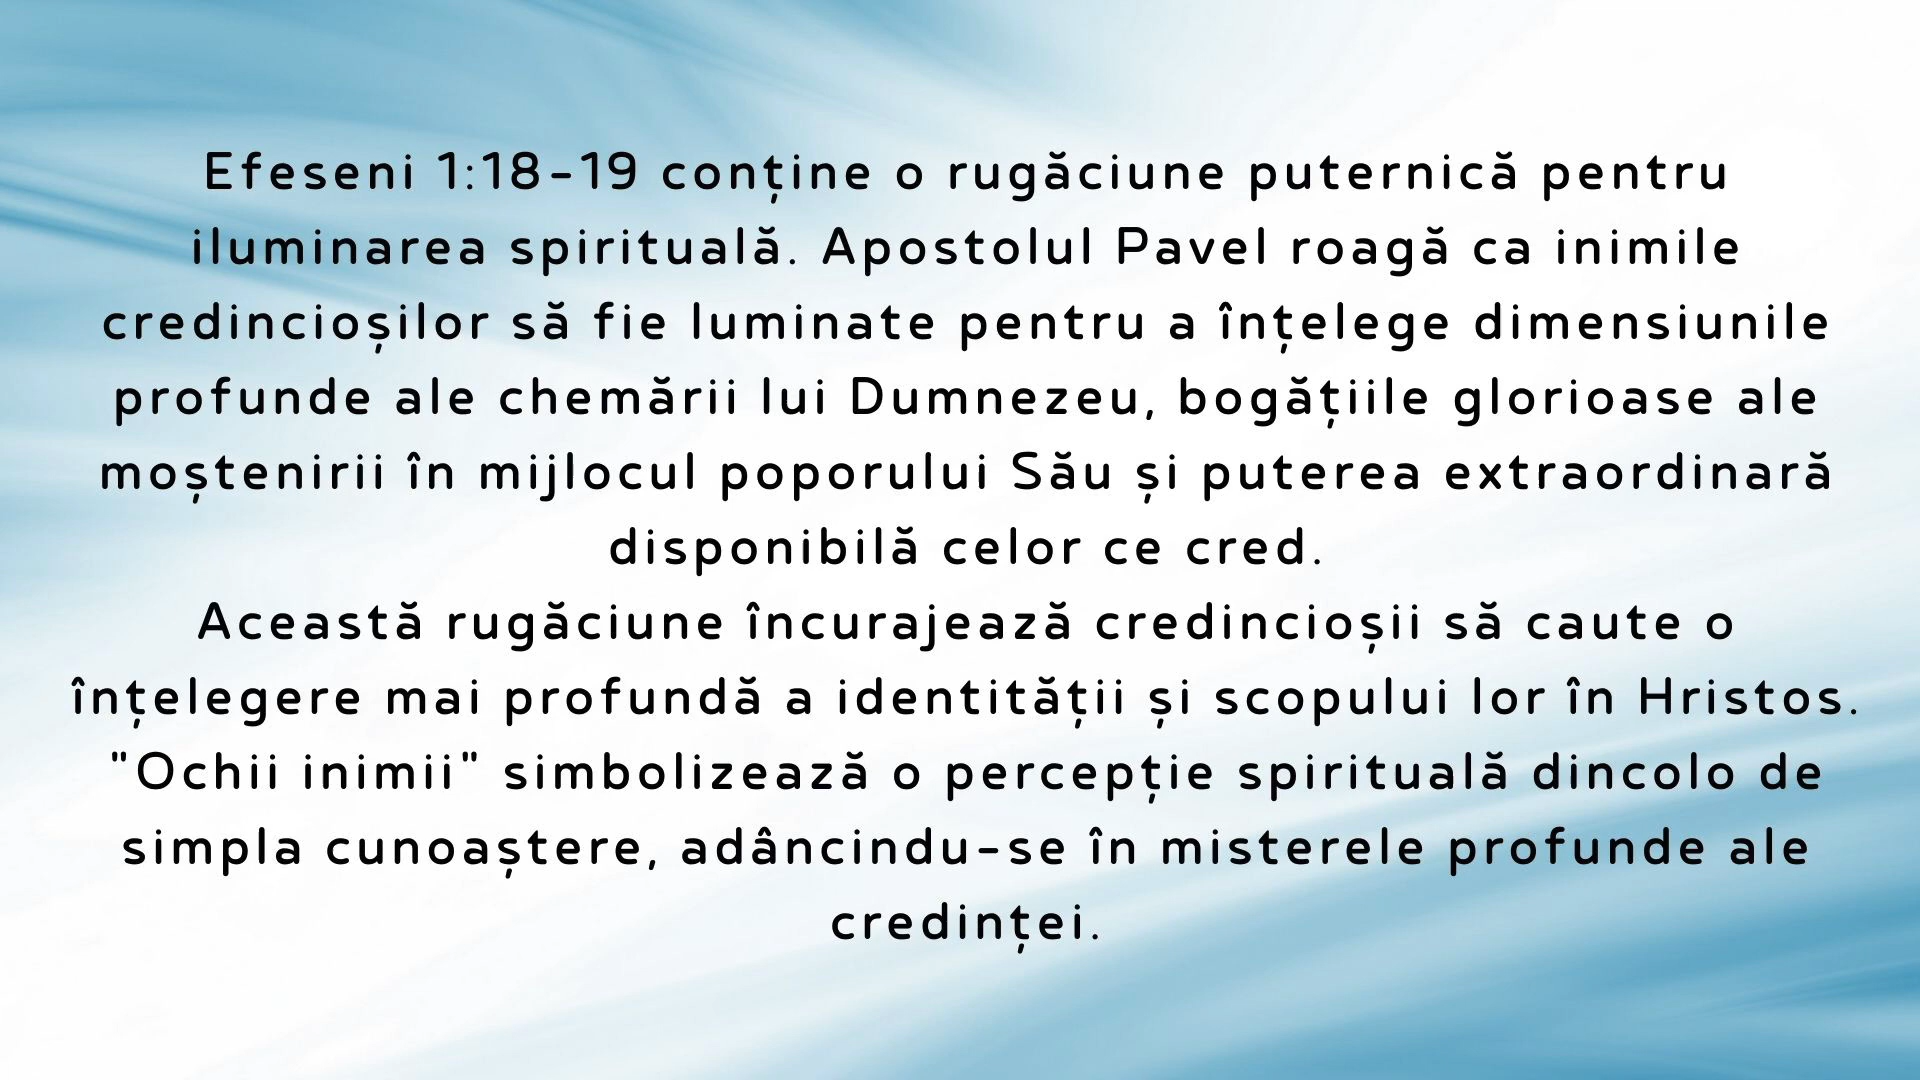 Efeseni 1:18-19 conține o rugăciune puternică pentru
iluminarea spirituală. Apostolul Pavel roagă ca inimile
credincioșilor să fie luminate pentru a înțelege dimensiunile
profunde ale chemării lui Dumnezeu, bogățiile glorioase ale
moștenirii în mijlocul poporului Său și puterea extraordinară
disponibilă celor ce cred.
Această rugăciune încurajează credincioșii să caute o
înțelegere mai profundă a identității și scopului lor în Hristos.
"Ochii inimii" simbolizează o percepție spirituală dincolo de
simpla cunoaștere, adâncindu-se în misterele profunde ale
credinței.